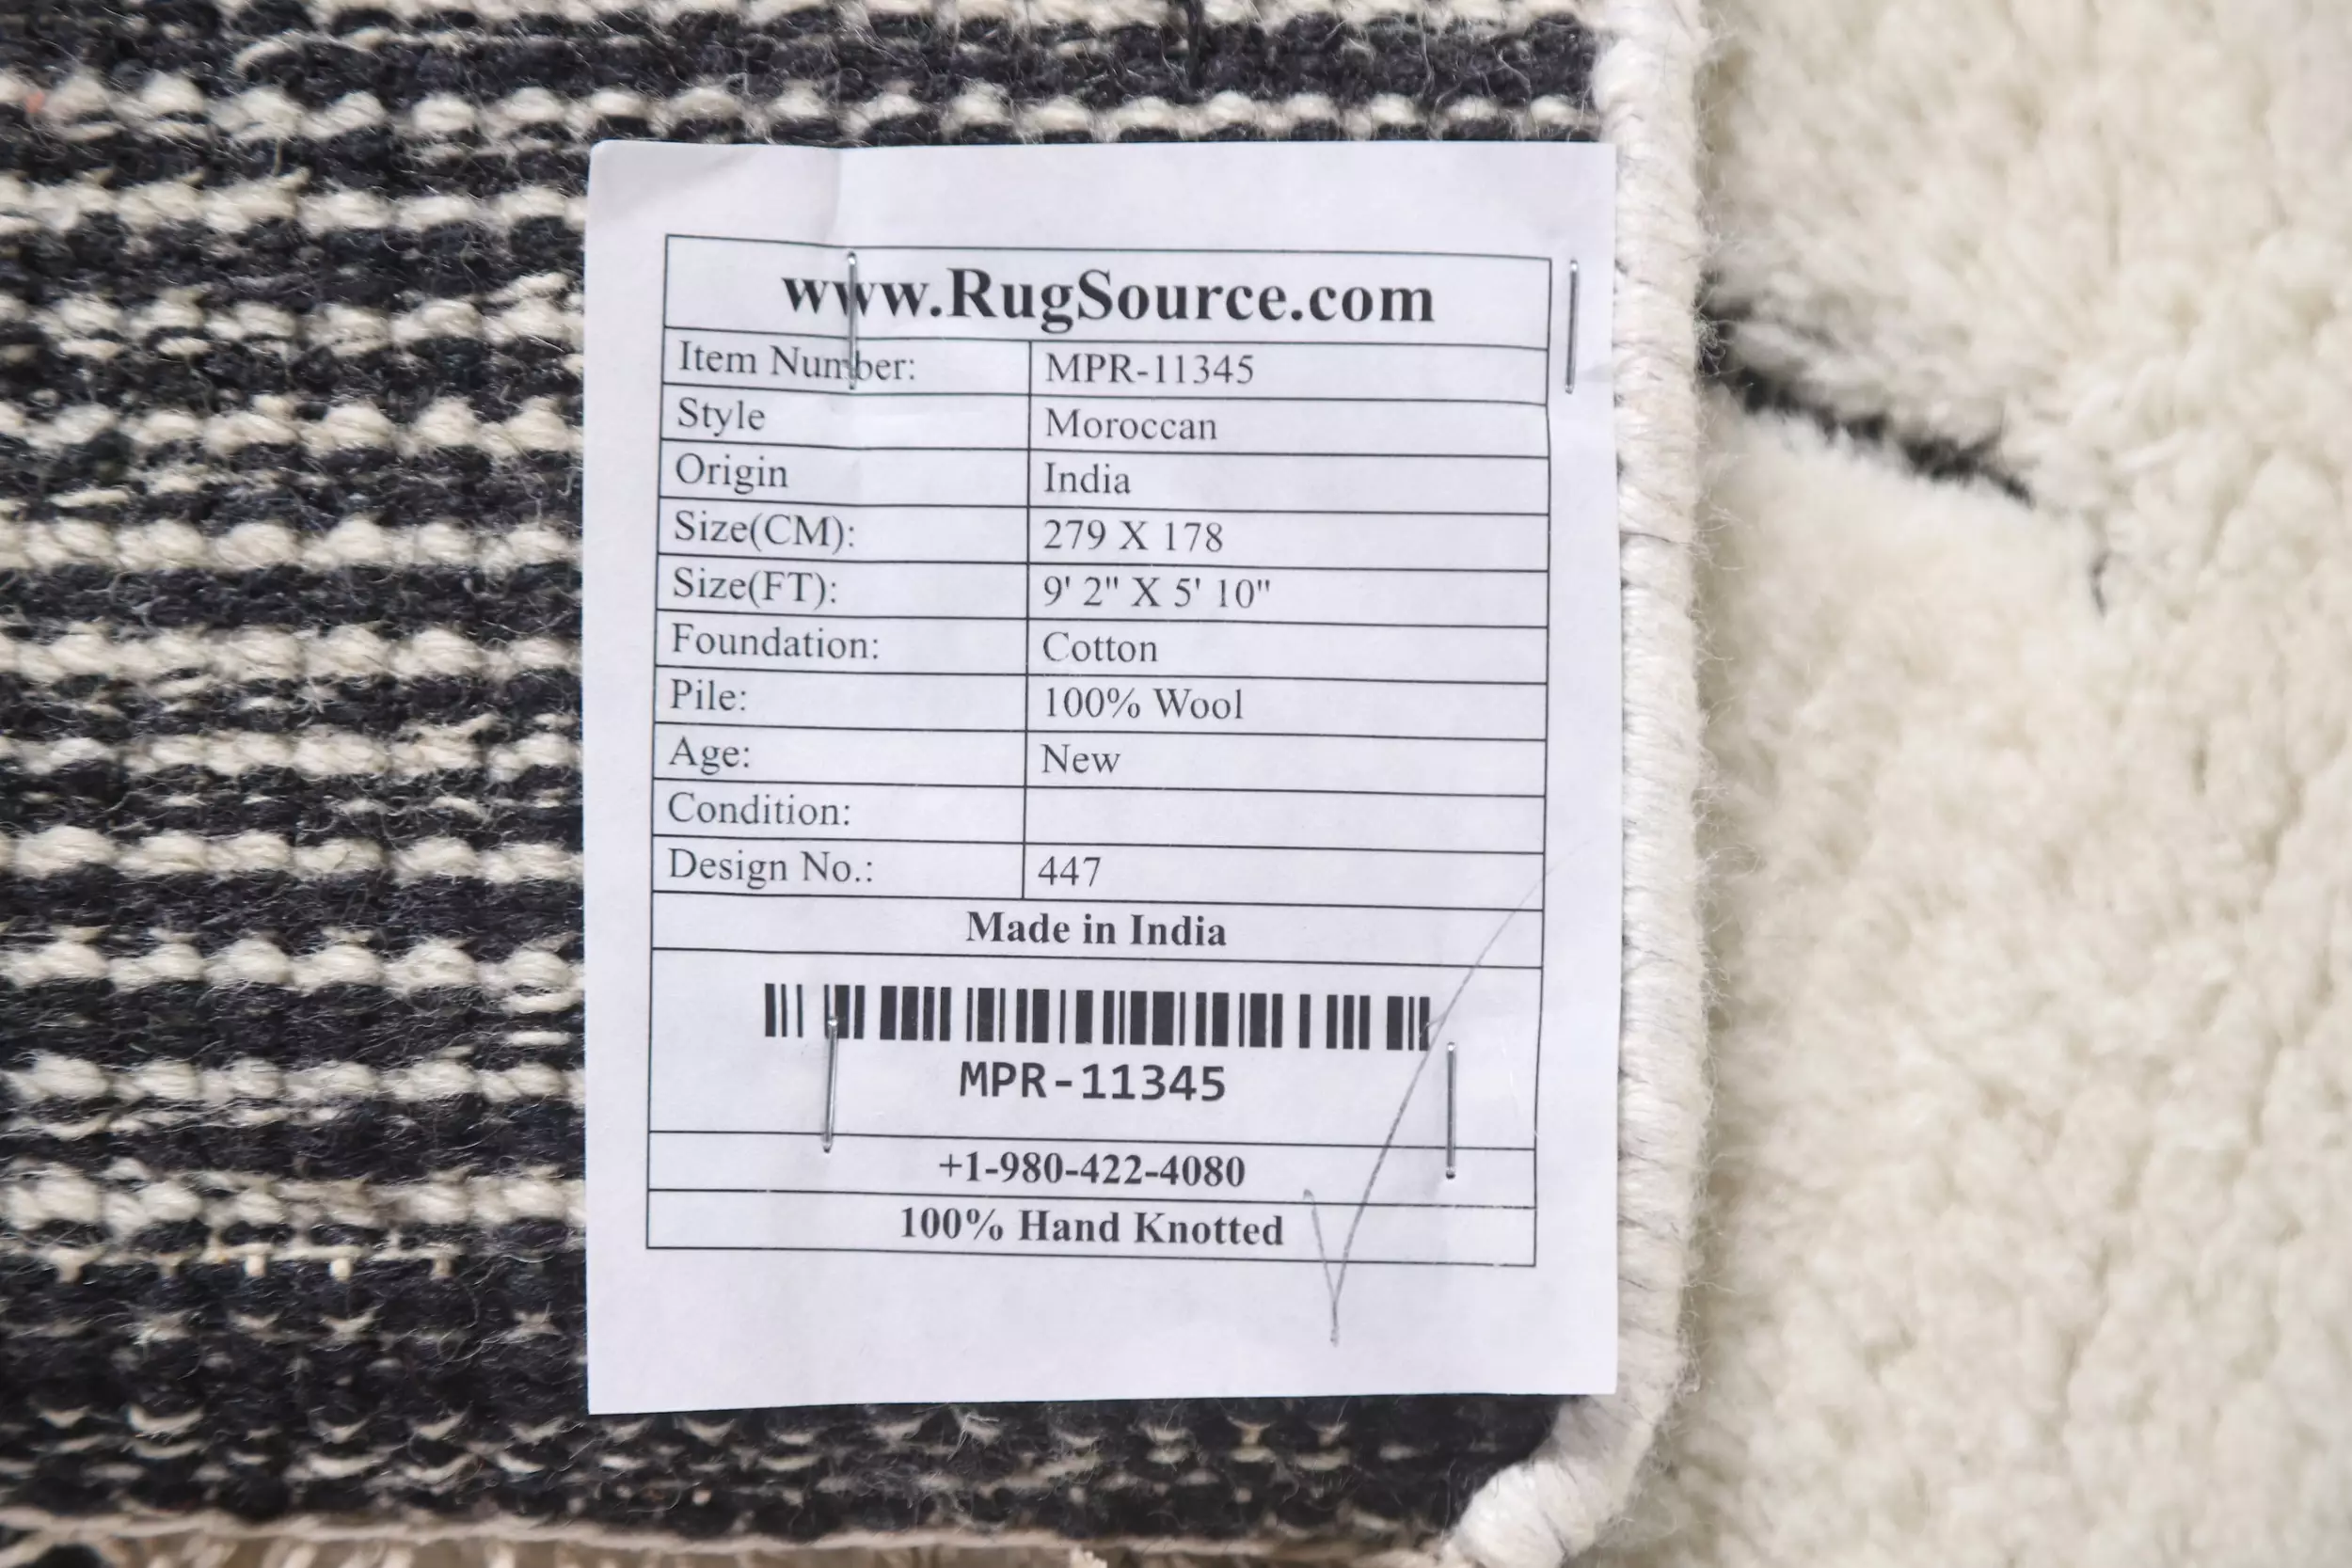 www.RugSource.com
Item Number: MPR-11345
Style Moroccan
Origin India
Size(CM): 279 X 178
Size(FT): 9' 2" X 5' 10"
Foundation: Cotton
Pile: 100% Wool
Age: New
Condition:
Design No.: 447
Made in India
MPR-11345
+1-980-422-4080
100% Hand Knotted